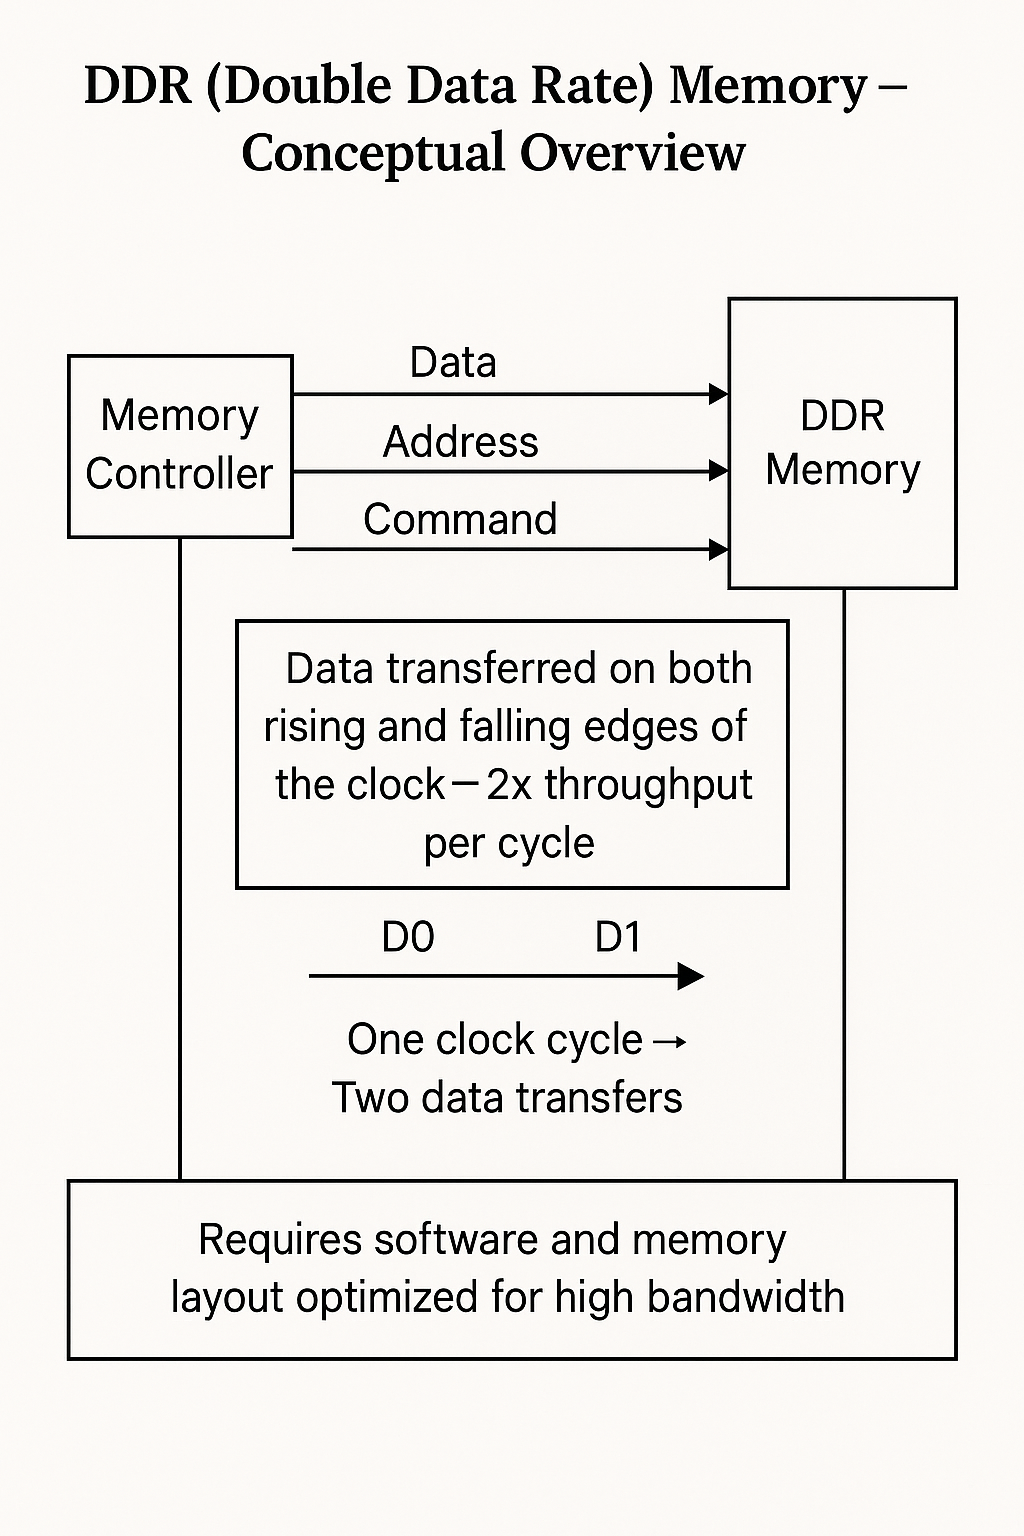 DDR (Double Data Rate) Memory –
Conceptual Overview
Memory
Controller
Data
Address
Command
DDR
Memory
Data transferred on both
rising and falling edges of
the clock – 2x throughput
per cycle
D0 D1
One clock cycle →
Two data transfers
Requires software and memory
layout optimized for high bandwidth